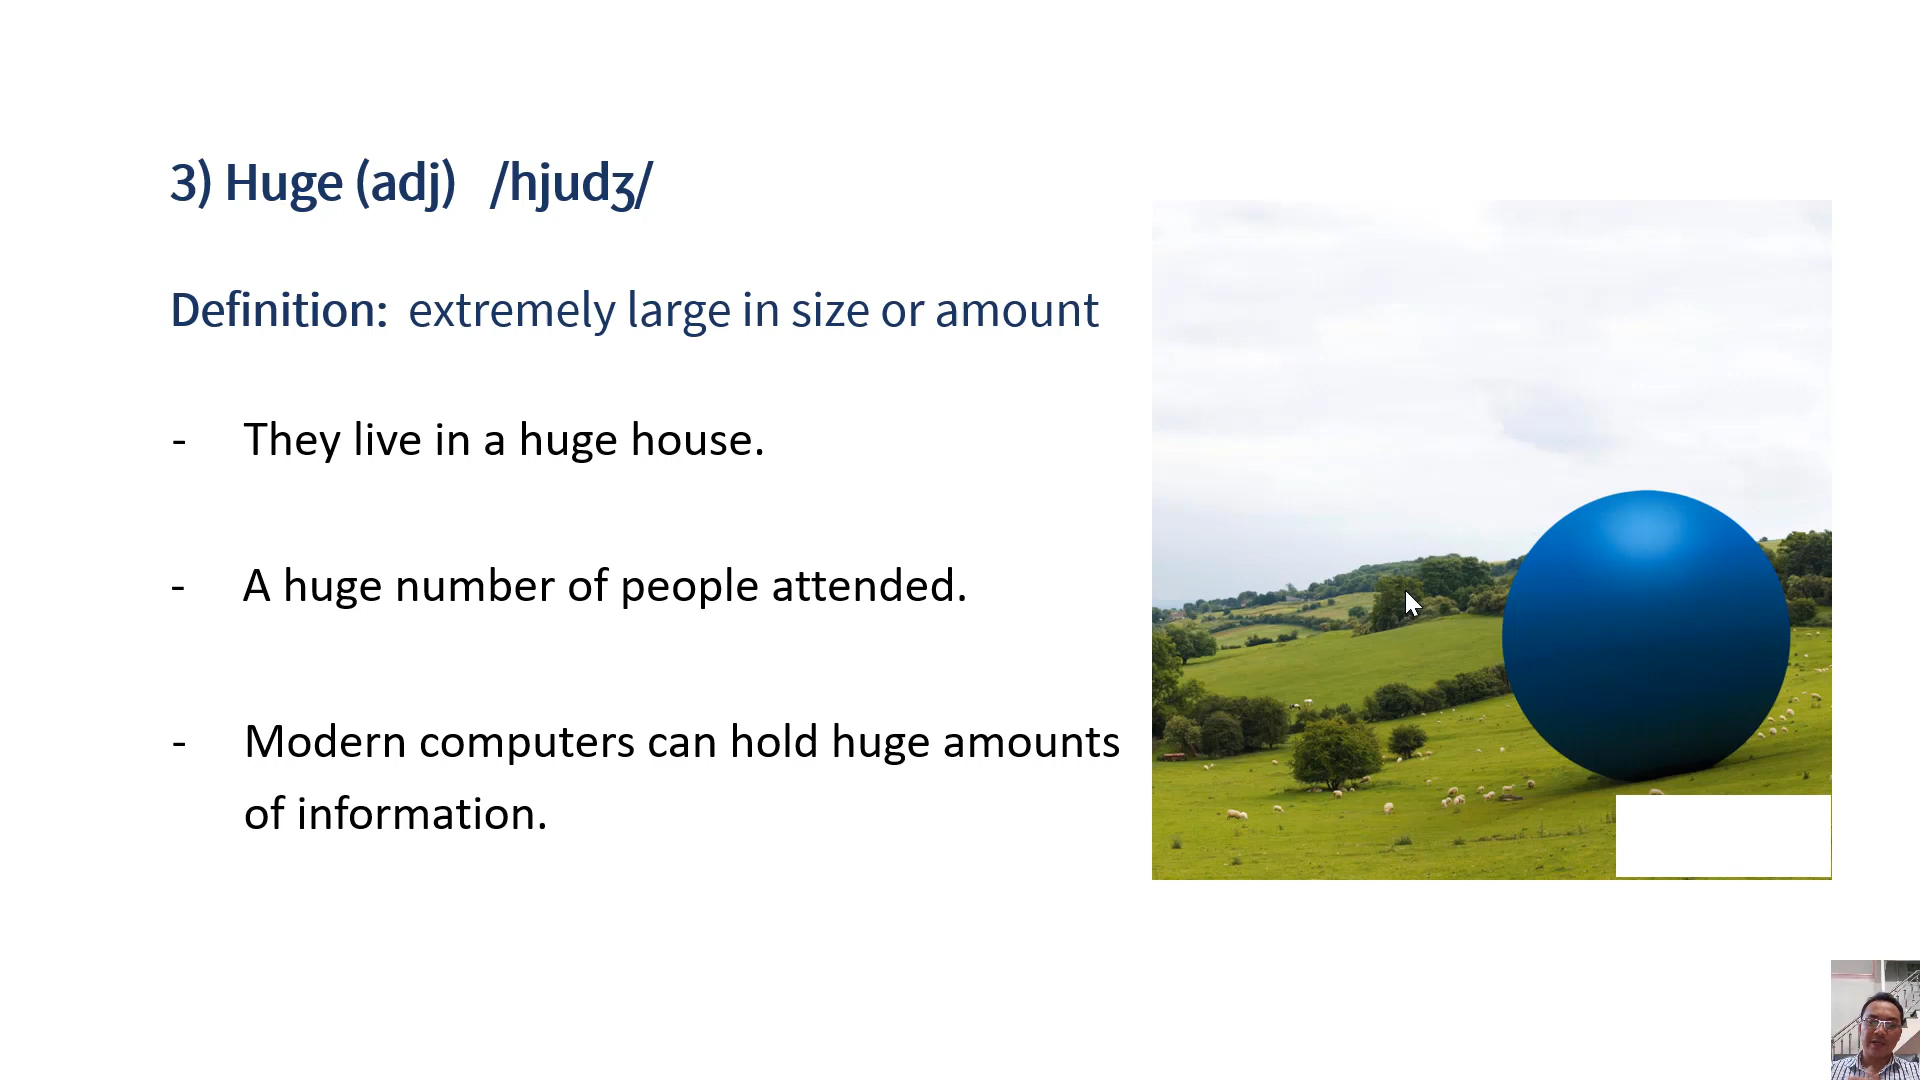 3) Huge (adj) /hjudʒ/
Definition: extremely large in size or amount
- They live in a huge house.
- A huge number of people attended.
- Modern computers can hold huge amounts
of information.